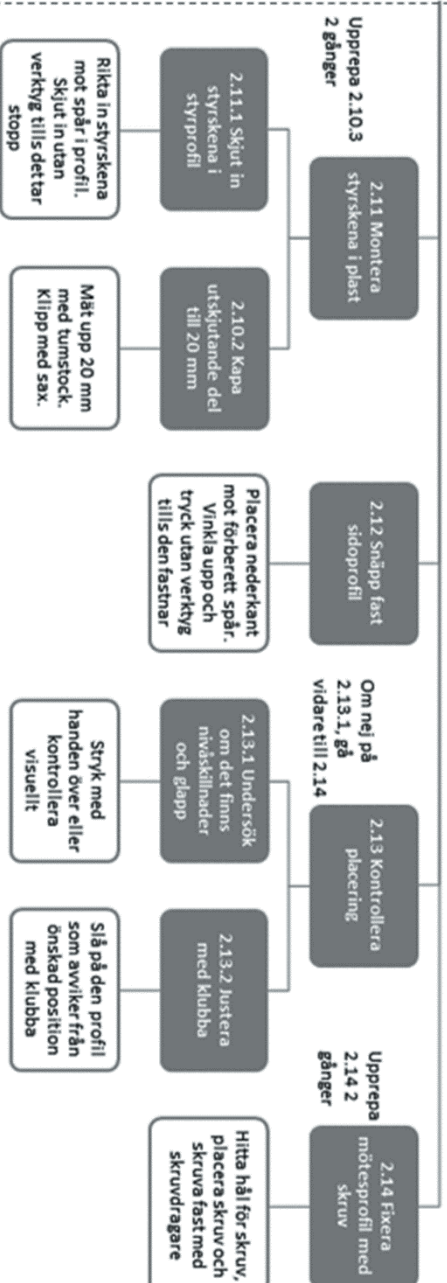 Upprepa 2.10.3
2 gånger
2.11 Montera
styrskena i plast
2.11.1 Skjut in
styrskena i
styrprofil
Rikta in styrskena
mot spår i profil.
Skjut in utan
verktyg tills det tar
stopp
2.10.2 Kapa
utskjutande del
till 20 mm
Mät upp 20 mm
med tumstock.
Klipp med sax.
2.12 Snäpp fast
sidoprofil
Placera nederkant
mot förberett spår.
Vinkla upp och
tryck utan verktyg
tills den fastnar
Om nej på
2.13.1, gå
vidare till 2.14
2.13 Kontrollera
placering
2.13.1 Undersök
om det finns
nivåskillnader
och glapp
Stryk med
handen över eller
kontrollera
visuellt
2.13.2 Justera
med klubba
Slå på den profil
som avviker från
önskad position
med klubba
Upprepa
2.14 2
gånger
2.14 Fixera
mötesprofil med
skruv
Hitta hål för skruv,
placera skruv och
skruva fast med
skruvdragare